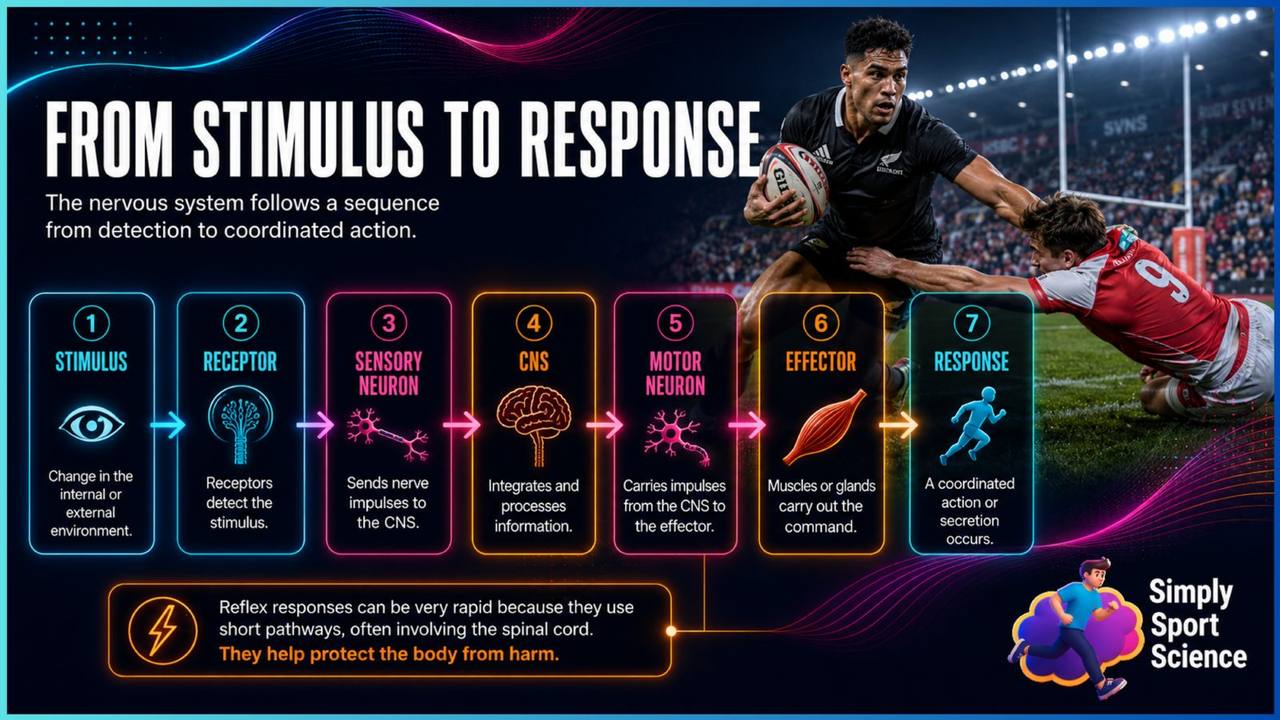 FROM STIMULUS TO RESPONSE
The nervous system follows a sequence
from detection to coordinated action.
1
STIMULUS
Change in the
internal or
external
environment.
2
RECEPTOR
Receptors
detect the
stimulus.
3
SENSORY
NEURON
Sends nerve
impulses to
the CNS.
4
CNS
Integrates and
processes
information.
5
MOTOR
NEURON
Carries impulses
from the CNS to
the effector.
6
EFFECTOR
Muscles or glands
carry out the
command.
7
RESPONSE
A coordinated
action or
secretion
occurs.
Reflex responses can be very rapid because they use
short pathways, often involving the spinal cord.
They help protect the body from harm.
SVNS
9
Simply
Sport
Science